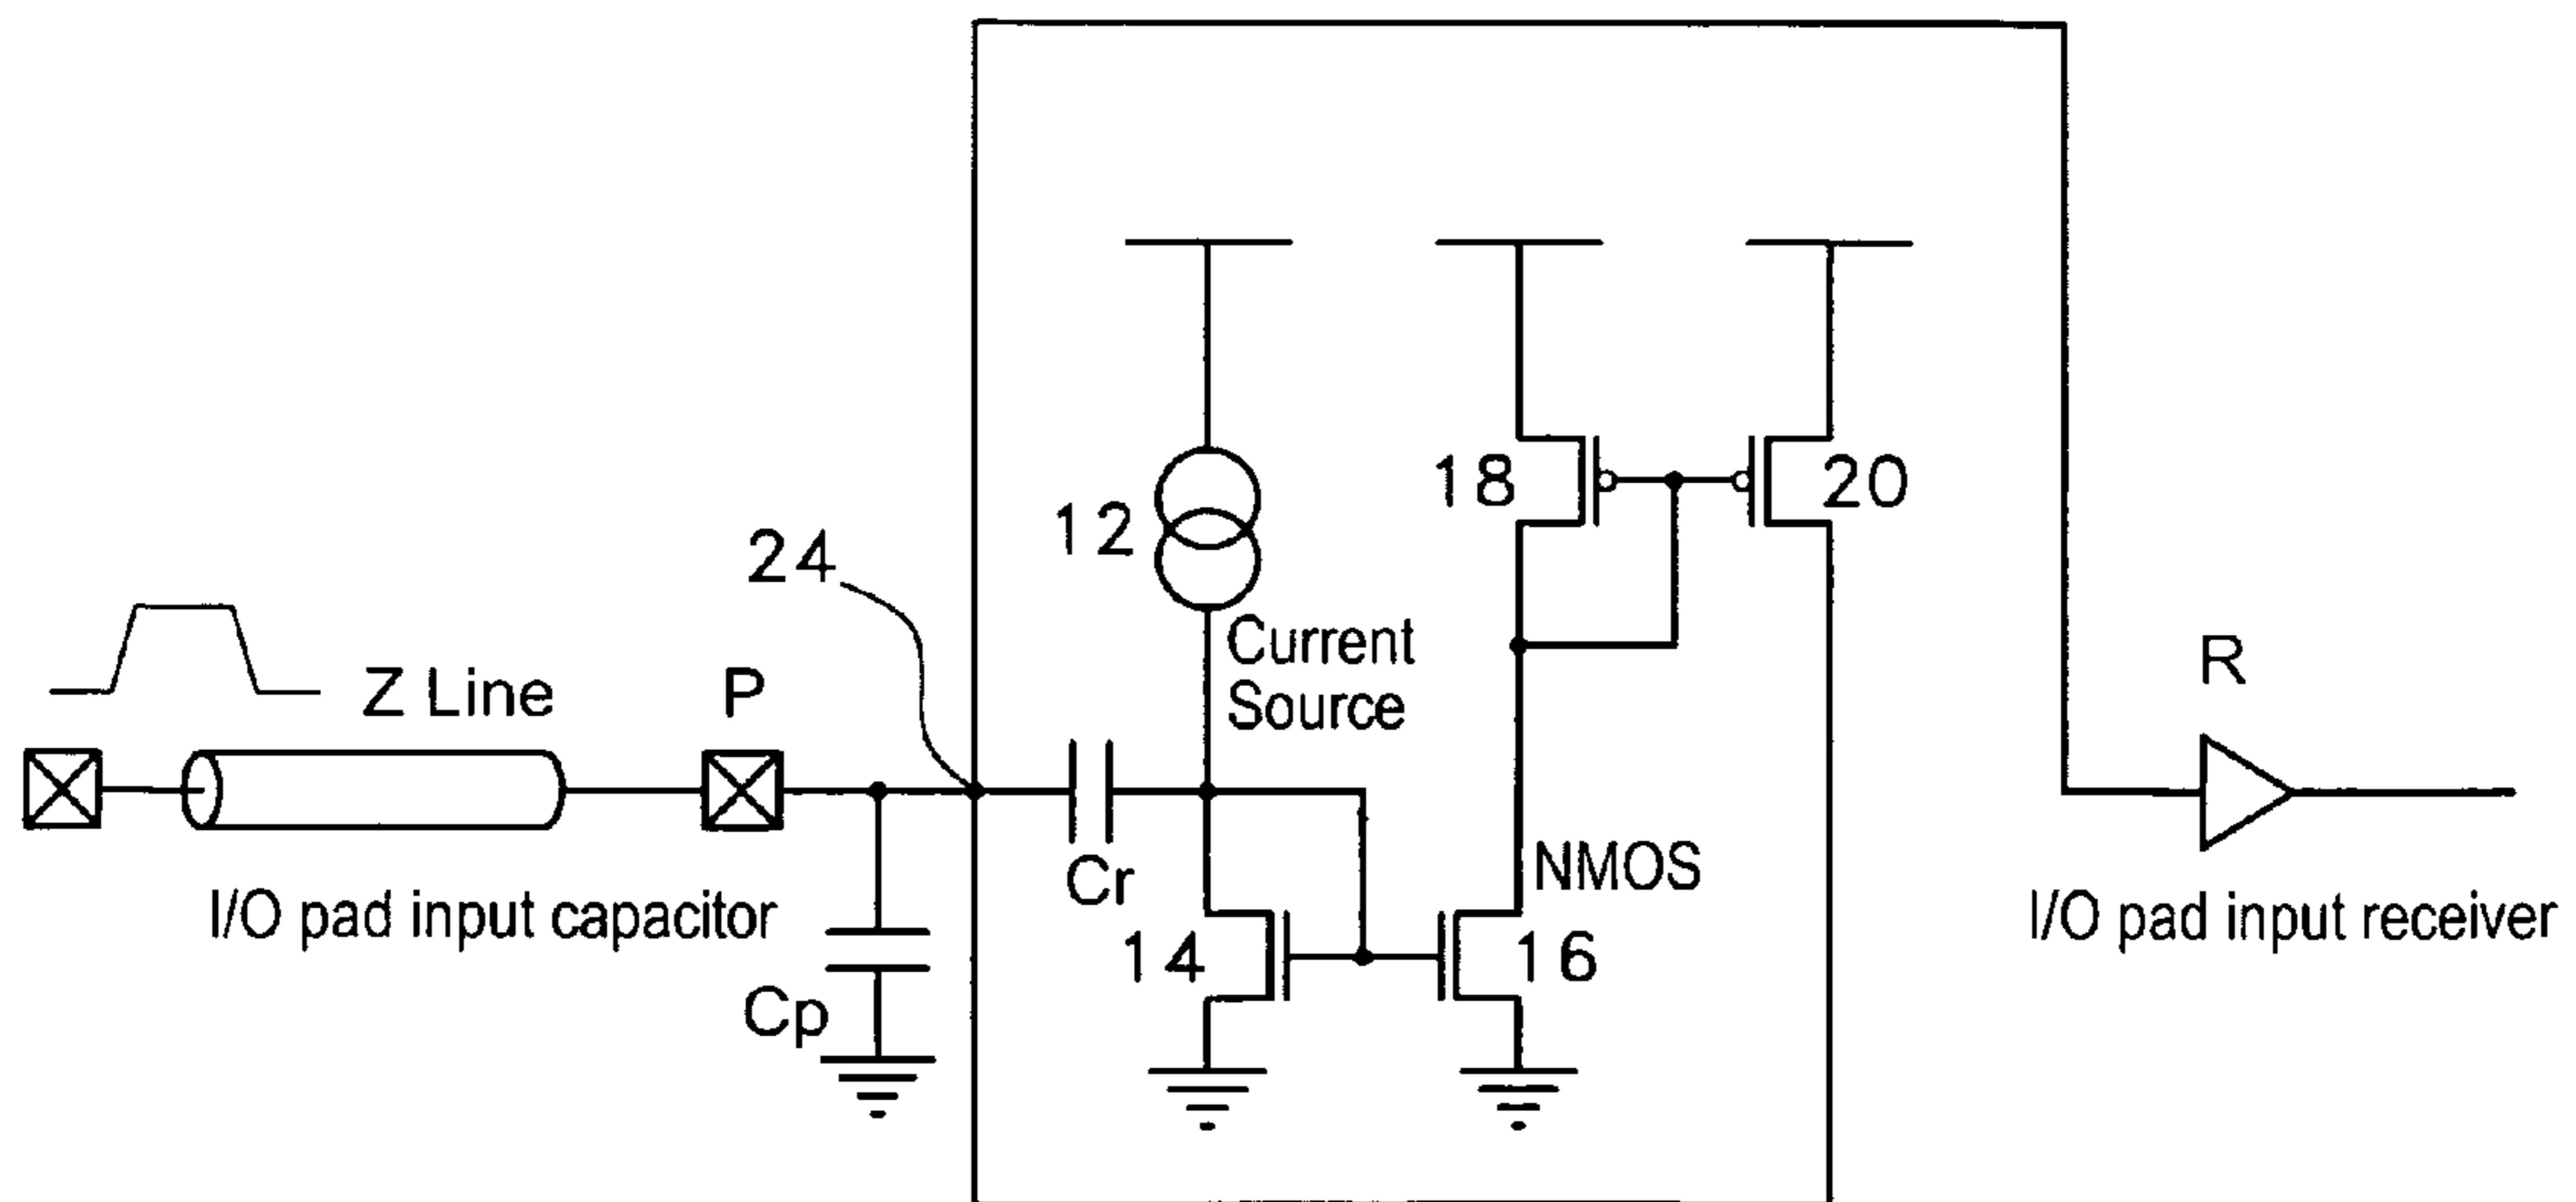 18
20
12
24
Current
Source
Z Line
P
R
Cr
NMOS
I/O pad input capacitor
14
16
I/O pad input receiver
Cp